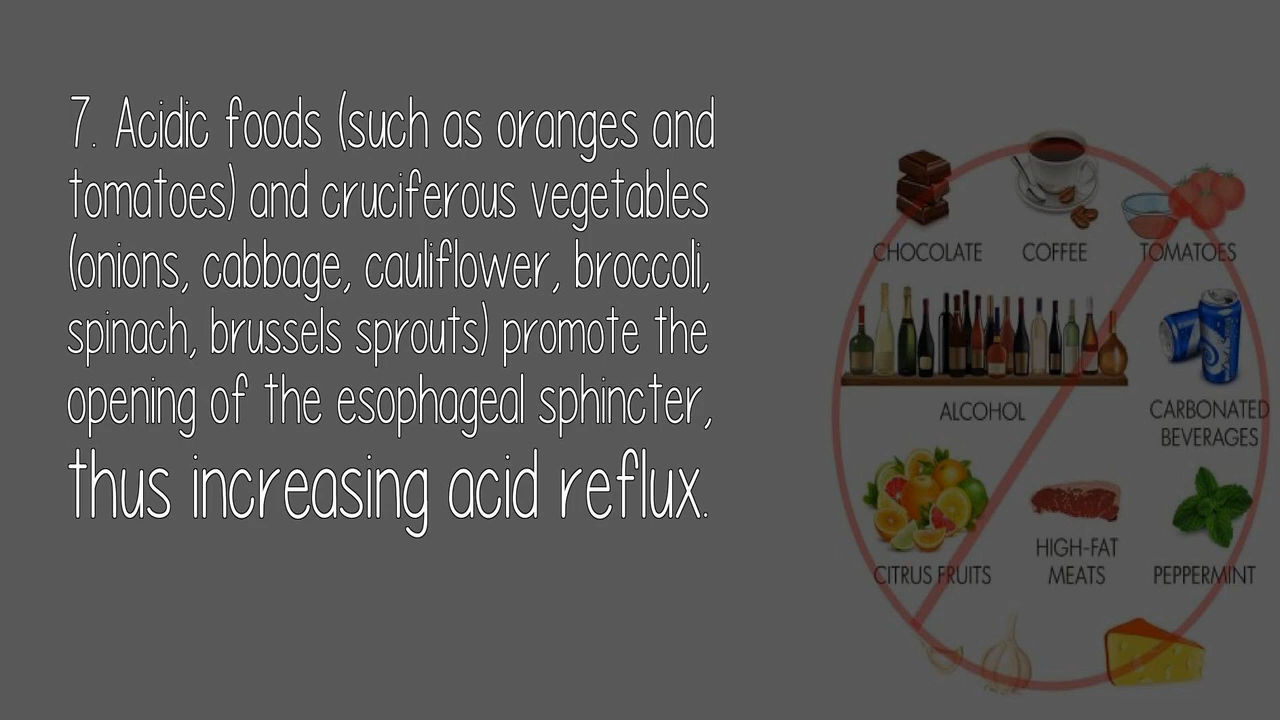 7. Acidic foods (such as oranges and
tomatoes) and cruciferous vegetables
(onions, cabbage, cauliflower, broccoli,
spinach, brussels sprouts) promote the
opening of the esophageal sphincter,
thus increasing acid reflux.
CHOCOLATE
COFFEE
TOMATOES
ALCOHOL
CARBONATED
BEVERAGES
CITRUS FRUITS
HIGH-FAT
MEATS
PEPPERMINT